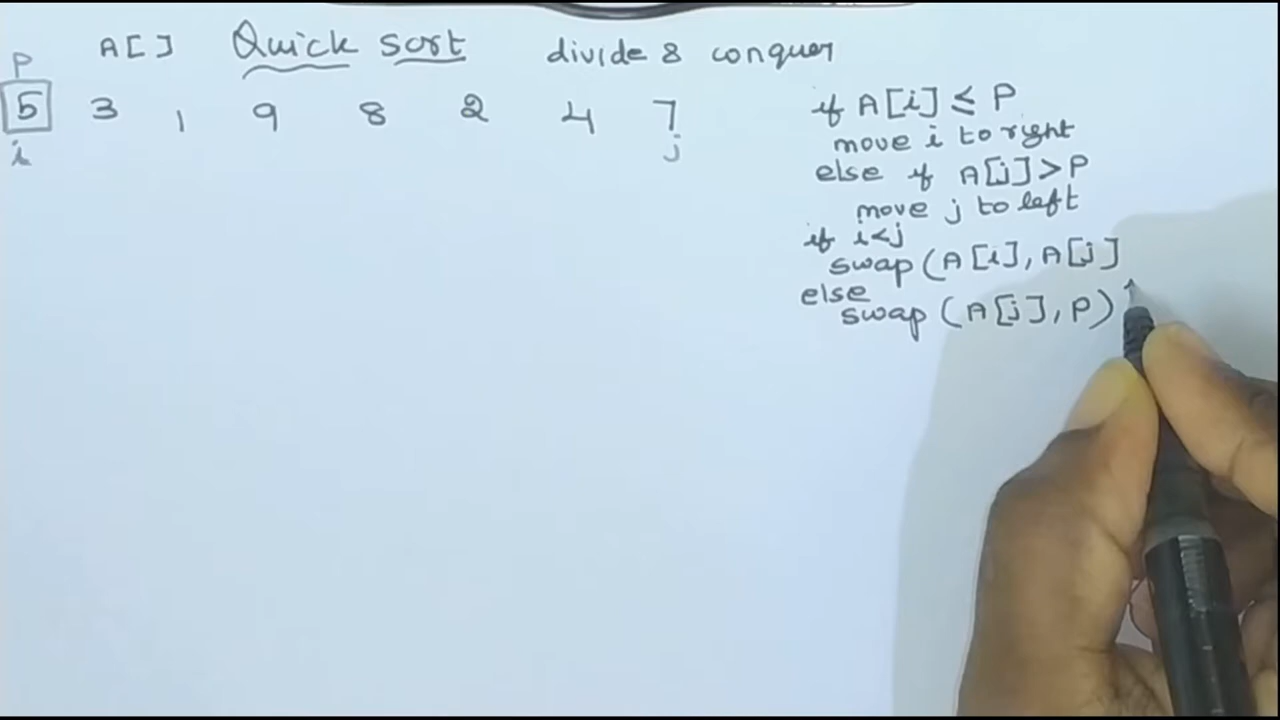 A[] Quick sort divide & conquer
P
5 3 1 9 8 2 4 7
i j
if A[i] ≤ P
move i to right
else if A[j] > P
move j to left
if i<j
swap (A[i], A[j]
else
swap (A[j], P)